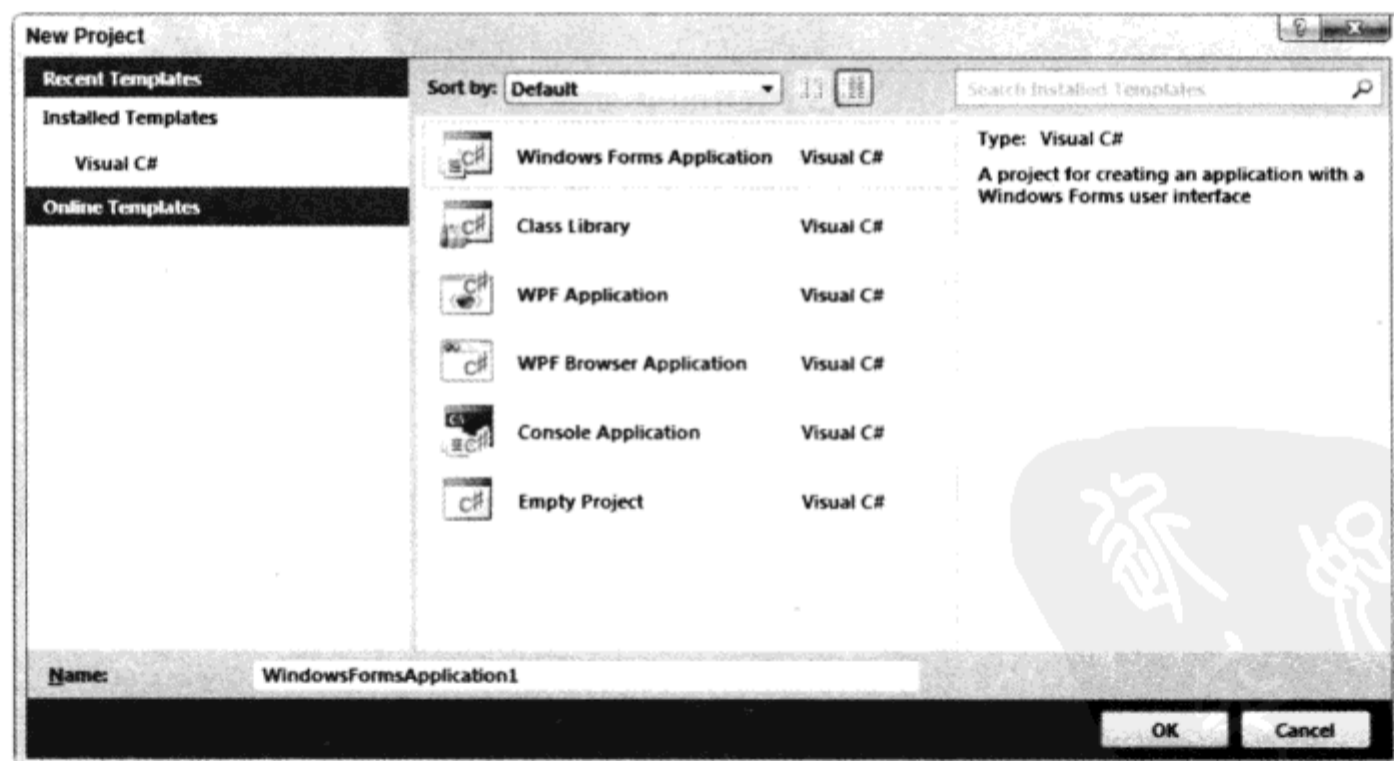 New Project
Recent Templates
Installed Templates
Visual C#
Online Templates
Sort by: Default
Search Installed Templates
Windows Forms Application Visual C#
Class Library Visual C#
WPF Application Visual C#
WPF Browser Application Visual C#
Console Application Visual C#
Empty Project Visual C#
Type: Visual C#
A project for creating an application with a
Windows Forms user interface
Name: WindowsFormsApplication1
OK Cancel